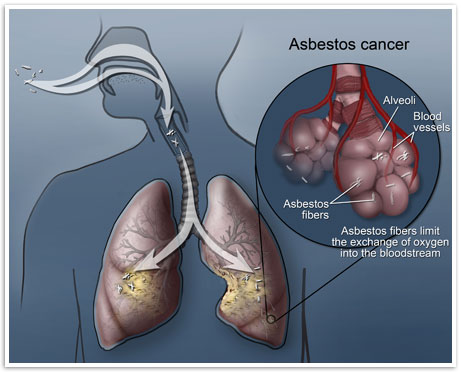 Asbestos cancer
Alveoli
Blood
vessels
Asbestos
fibers
Asbestos fibers limit
the exchange of oxygen
into the bloodstream